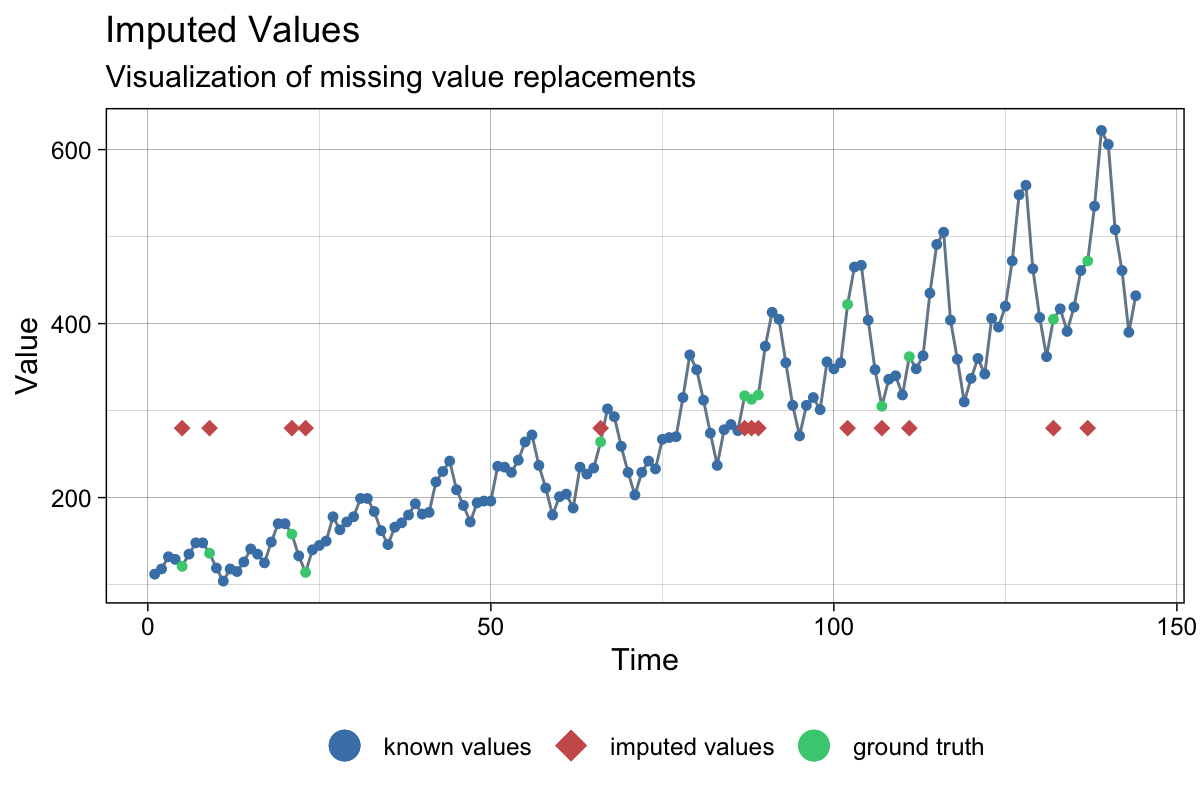 Imputed Values
Visualization of missing value replacements
600
400
200
Value
0 50 100 150
Time
known values imputed values ground truth